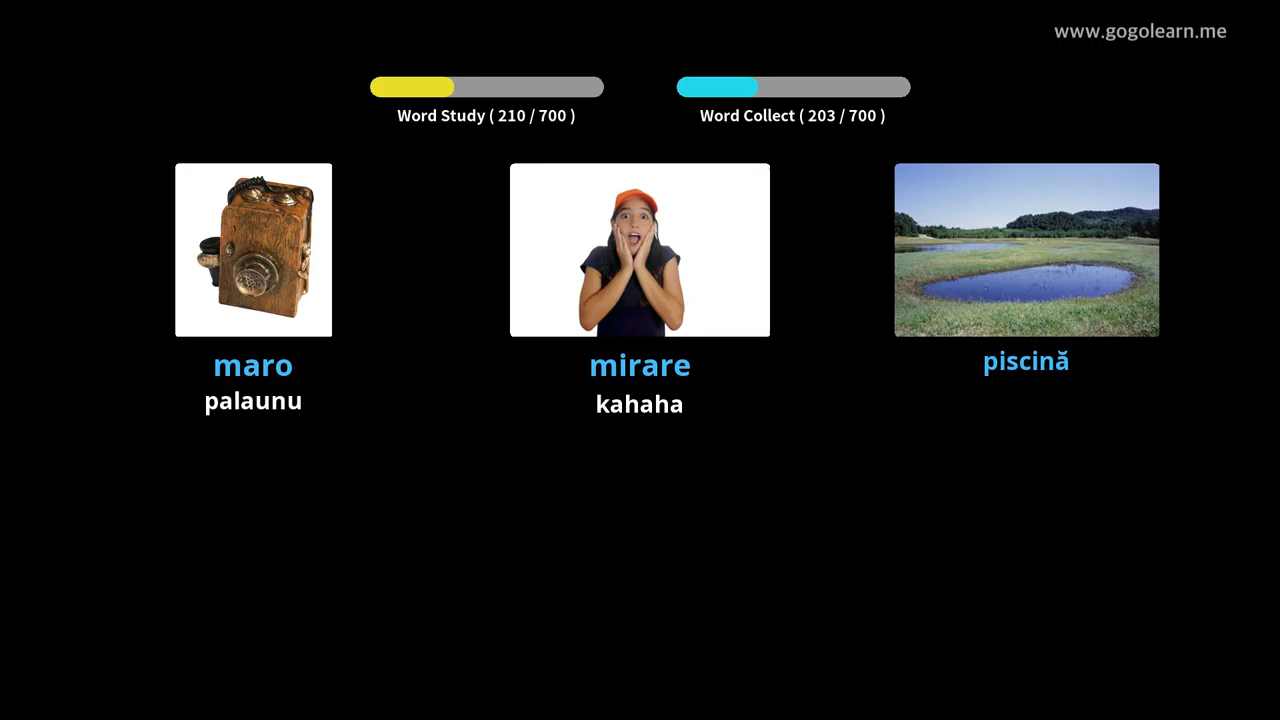 www.gogolearn.me
Word Study ( 210 / 700 )
Word Collect ( 203 / 700 )
maro
palaunu
mirare
kahaha
piscină